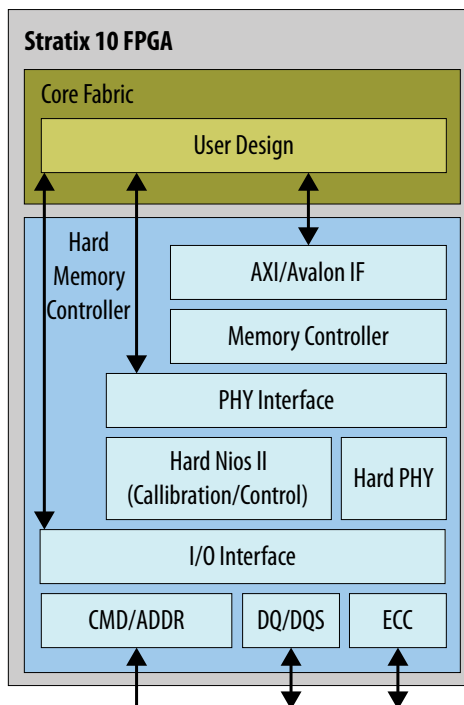 Stratix 10 FPGA
Core Fabric
User Design
Hard
Memory
Controller
AXI/Avalon IF
Memory Controller
PHY Interface
Hard Nios II
(Callibration/Control)
Hard PHY
I/O Interface
CMD/ADDR
DQ/DQS
ECC